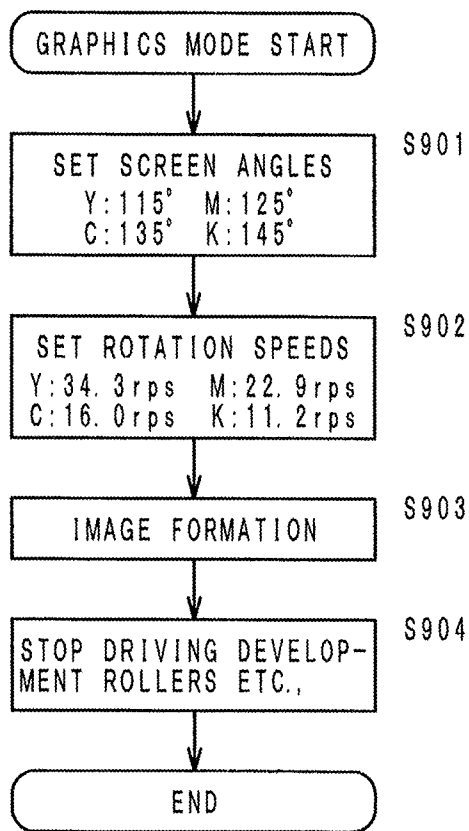 GRAPHICS MODE START
S901
SET SCREEN ANGLES
Y:115° M:125°
C:135° K:145°
S902
SET ROTATION SPEEDS
Y:34.3rps M:22.9rps
C:16.0rps K:11.2rps
S903
IMAGE FORMATION
S904
STOP DRIVING DEVELOP-
MENT ROLLERS ETC.,
END